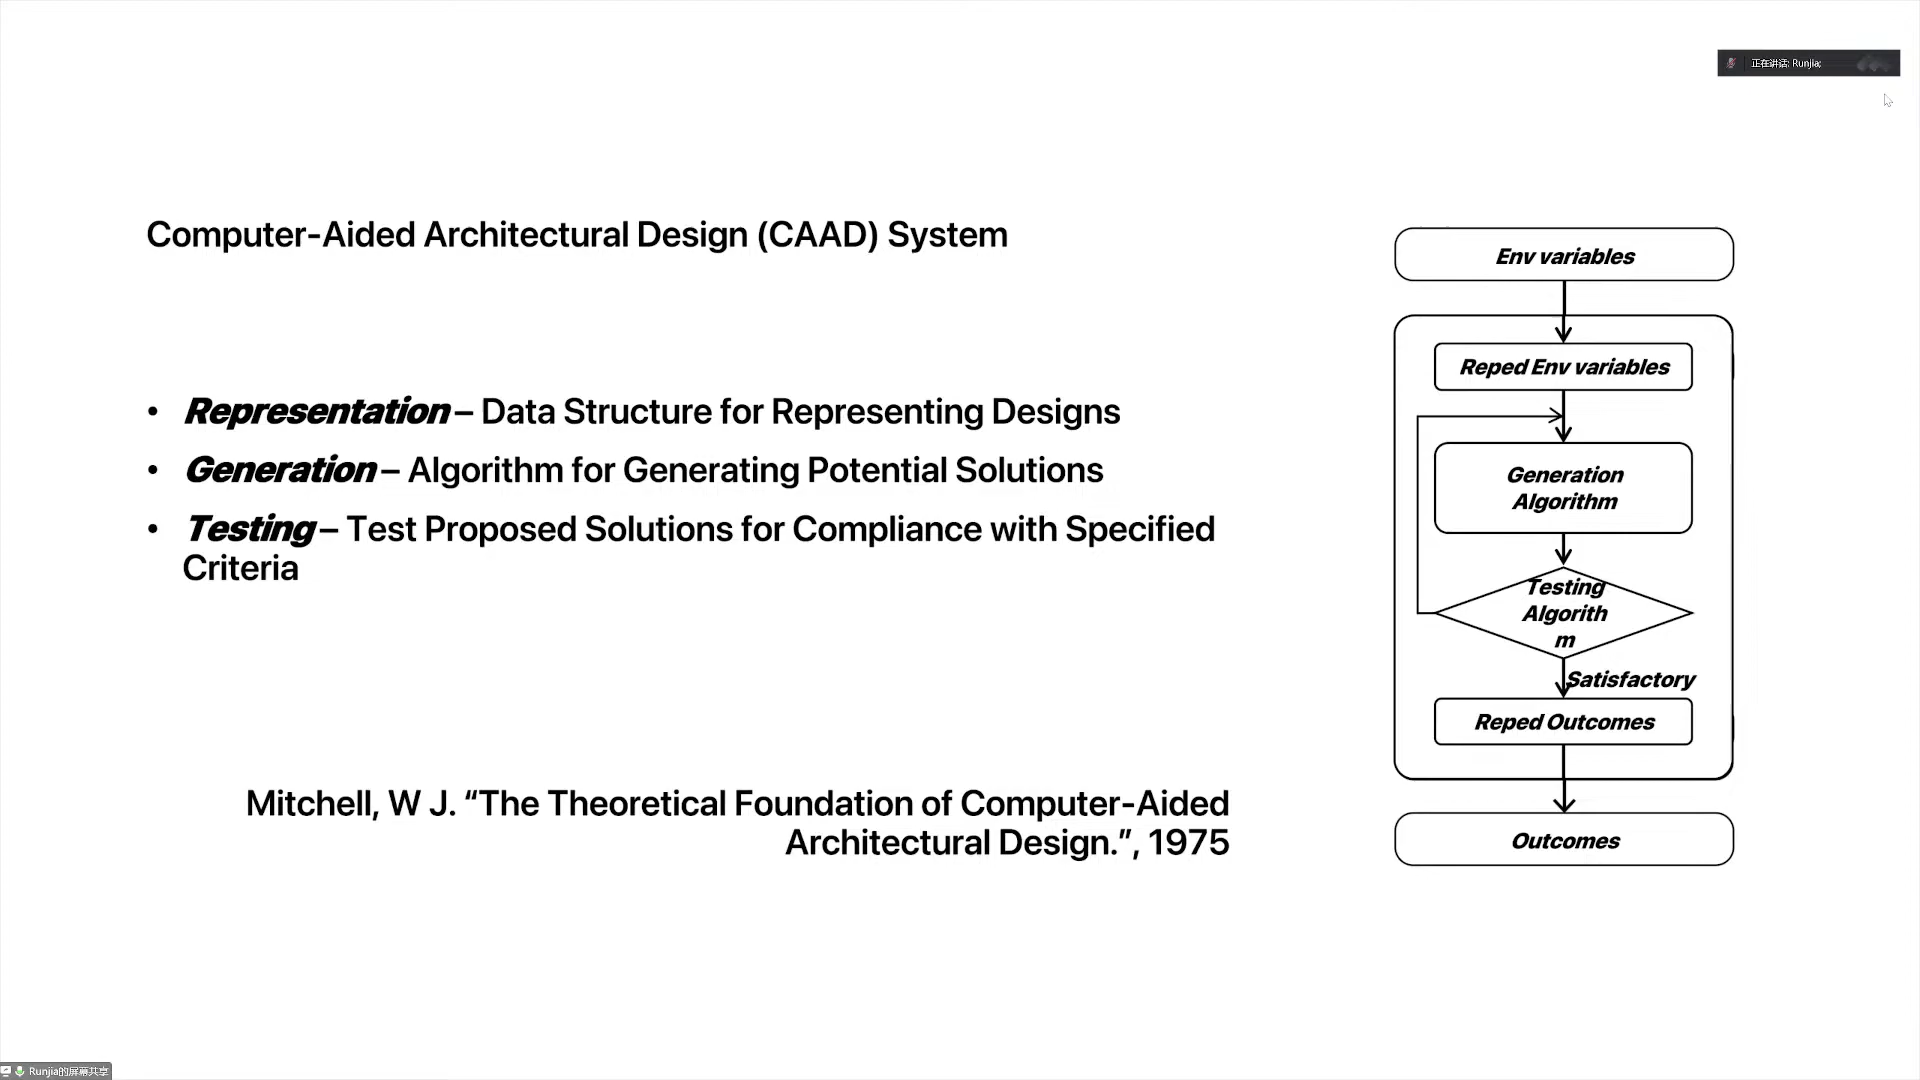 正在讲话: Runjia;
Computer-Aided Architectural Design (CAAD) System
• Representation – Data Structure for Representing Designs
• Generation – Algorithm for Generating Potential Solutions
• Testing – Test Proposed Solutions for Compliance with Specified
Criteria
Mitchell, W J. “The Theoretical Foundation of Computer-Aided
Architectural Design.”, 1975
Env variables
Reped Env variables
Generation
Algorithm
Testing
Algorith
m
Satisfactory
Reped Outcomes
Outcomes
Runjia的屏幕共享